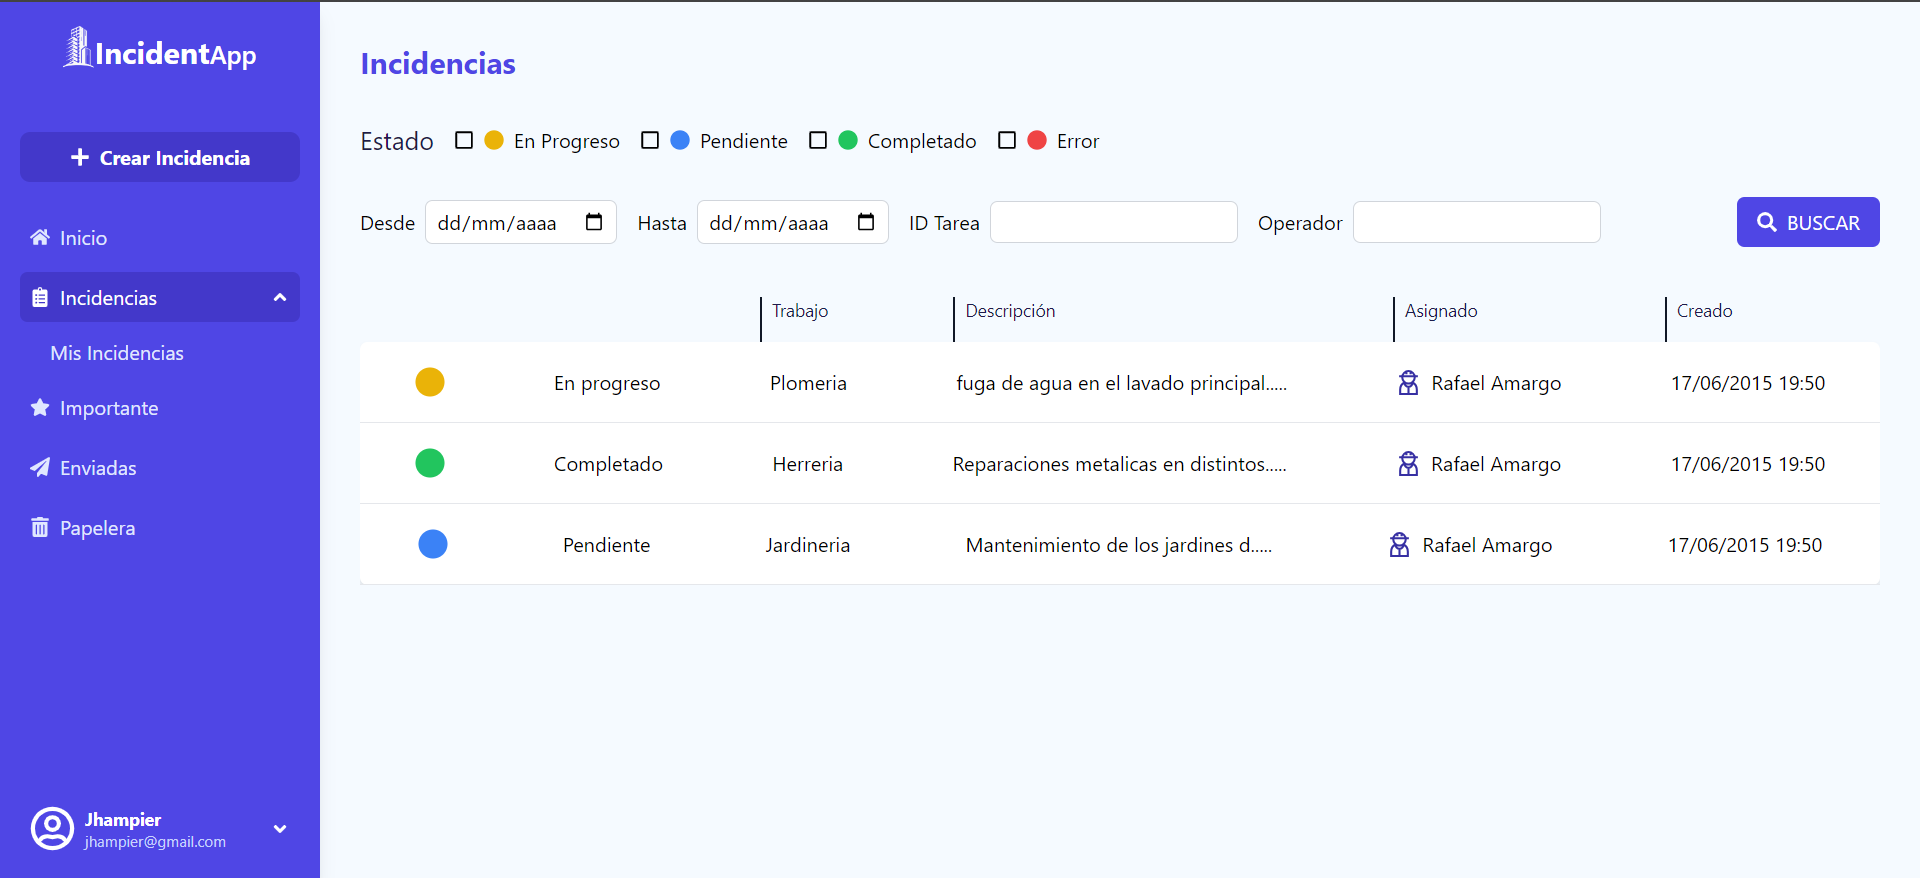 IncidentApp
Crear Incidencia
Inicio
Incidencias
Mis Incidencias
Importante
Enviadas
Papelera
Jhampier
jhampier@gmail.com
Incidencias
Estado En Progreso Pendiente Completado Error
Desde dd/mm/aaaa Hasta dd/mm/aaaa ID Tarea Operador BUSCAR
Trabajo Descripción Asignado Creado
En progreso Plomeria fuga de agua en el lavado principal..... Rafael Amargo 17/06/2015 19:50
Completado Herreria Reparaciones metalicas en distintos..... Rafael Amargo 17/06/2015 19:50
Pendiente Jardineria Mantenimiento de los jardines d..... Rafael Amargo 17/06/2015 19:50